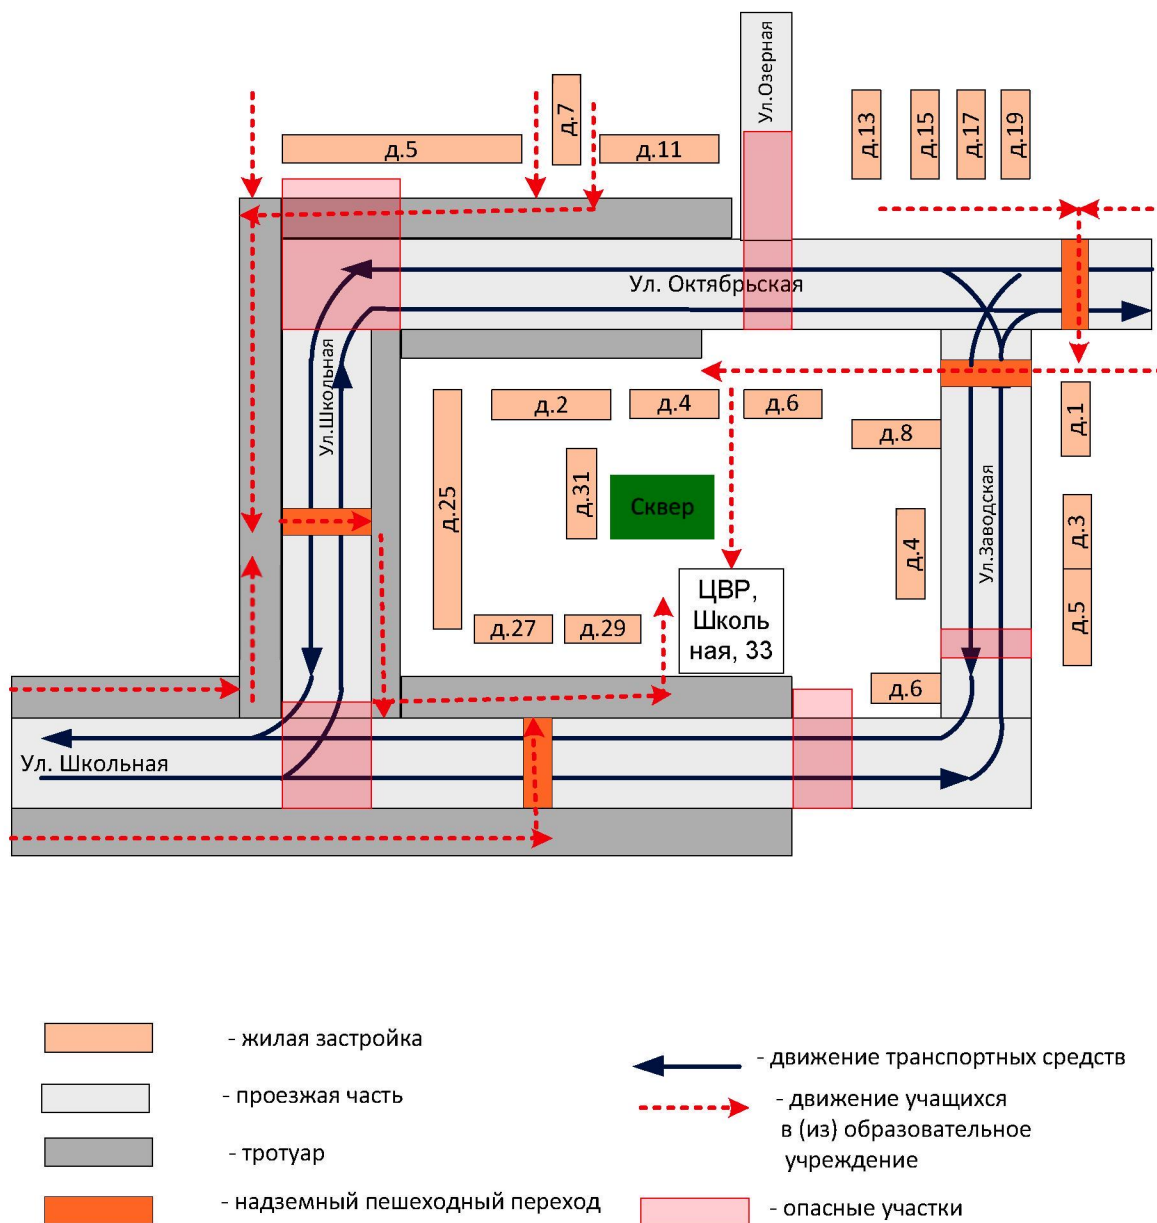 Ул.Озерная
д.7
д.13
д.15
д.17
д.19
д.5
д.11
Ул. Октябрьская
Ул.Школьная
д.2
д.4
д.6
д.8
д.1
д.25
д.31
Сквер
д.4
Ул.Заводская
д.3
д.5
ЦВР,
Школь
ная, 33
д.27
д.29
д.6
Ул. Школьная
- жилая застройка
- проезжая часть
- тротуар
- надземный пешеходный переход
- движение транспортных средств
- движение учащихся
в (из) образовательное
учреждение
- опасные участки